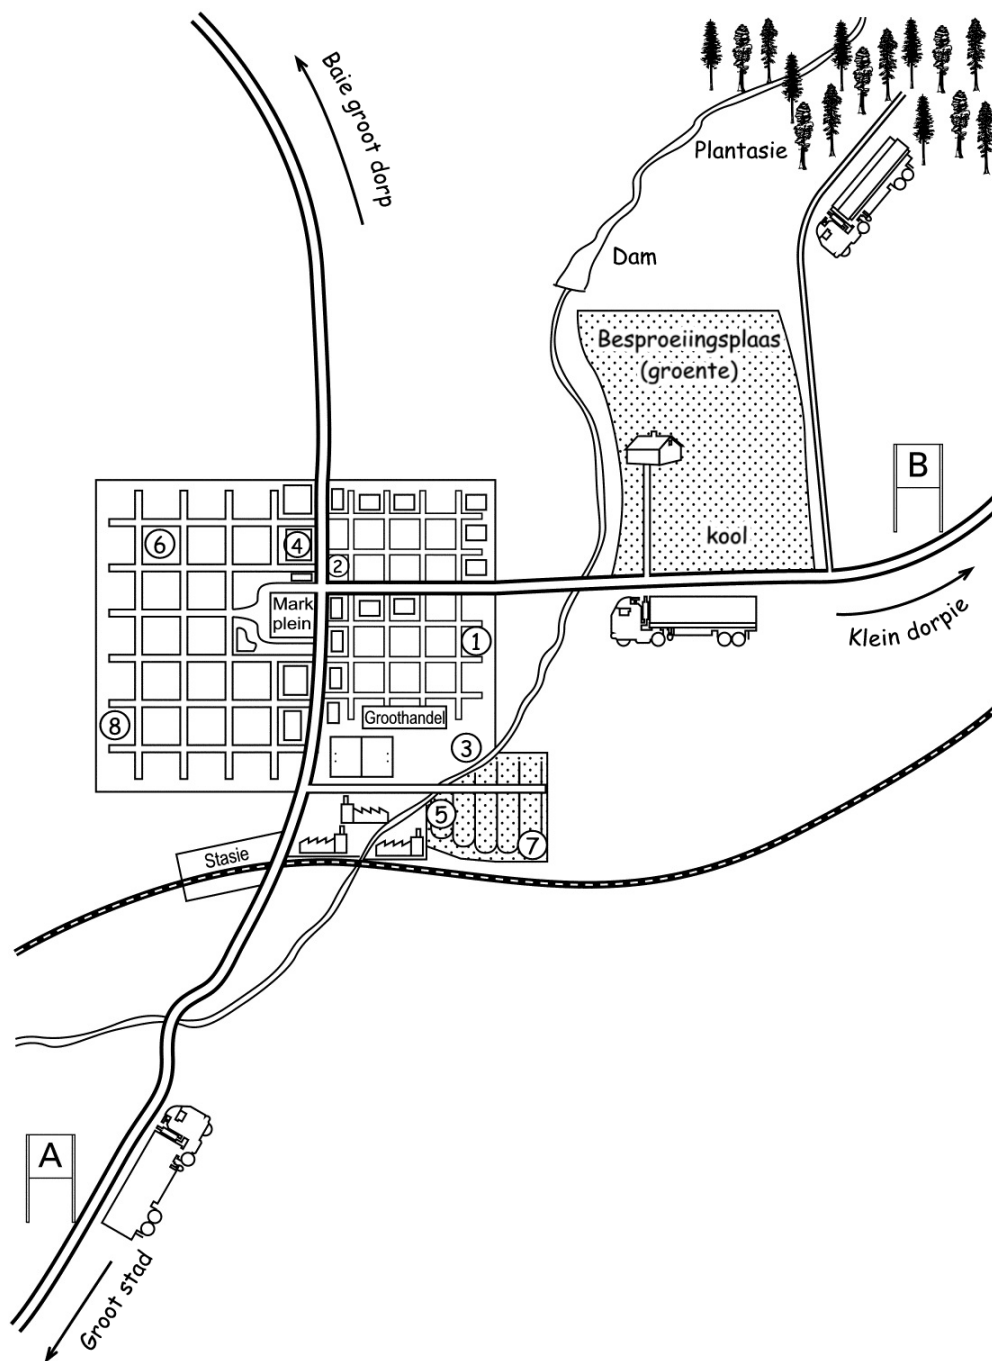 Baie groot dorp
Plantasie
Dam
Besproeiingsplaas
(groente)
B
kool
6
4
2
Mark
plein
Klein dorpie
1
8
Groothandel
3
5
7
Stasie
A
Groot stad